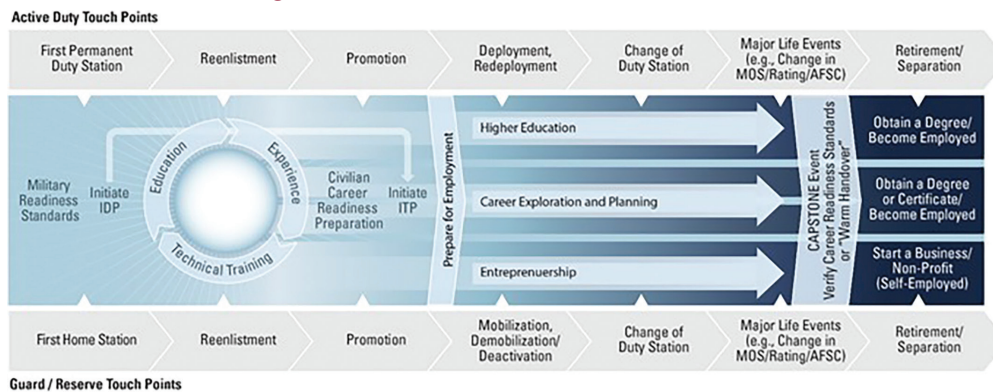 Active Duty Touch Points
First Permanent
Duty Station
Reenlistment
Promotion
Deployment,
Redeployment
Change of
Duty Station
Major Life Events
(e.g., Change in
MOS/Rating/AFSC)
Retirement/
Separation
Military
Readiness
Standards
Initiate
IDP
Education
Experience
Technical Training
Civilian
Career
Readiness
Preparation
Initiate
ITP
Prepare for Employment
Higher Education
Career Exploration and Planning
Entreprenuership
CAPSTONE Event
Verify Career Readiness Standards
or "Warm Handover"
Obtain a Degree/
Become Employed
Obtain a Degree
or Certificate/
Become Employed
Start a Business/
Non-Profit
(Self-Employed)
First Home Station
Reenlistment
Promotion
Mobilization,
Demobilization/
Deactivation
Change of
Duty Station
Major Life Events
(e.g., Change in
MOS/Rating/AFSC)
Retirement/
Separation
Guard / Reserve Touch Points